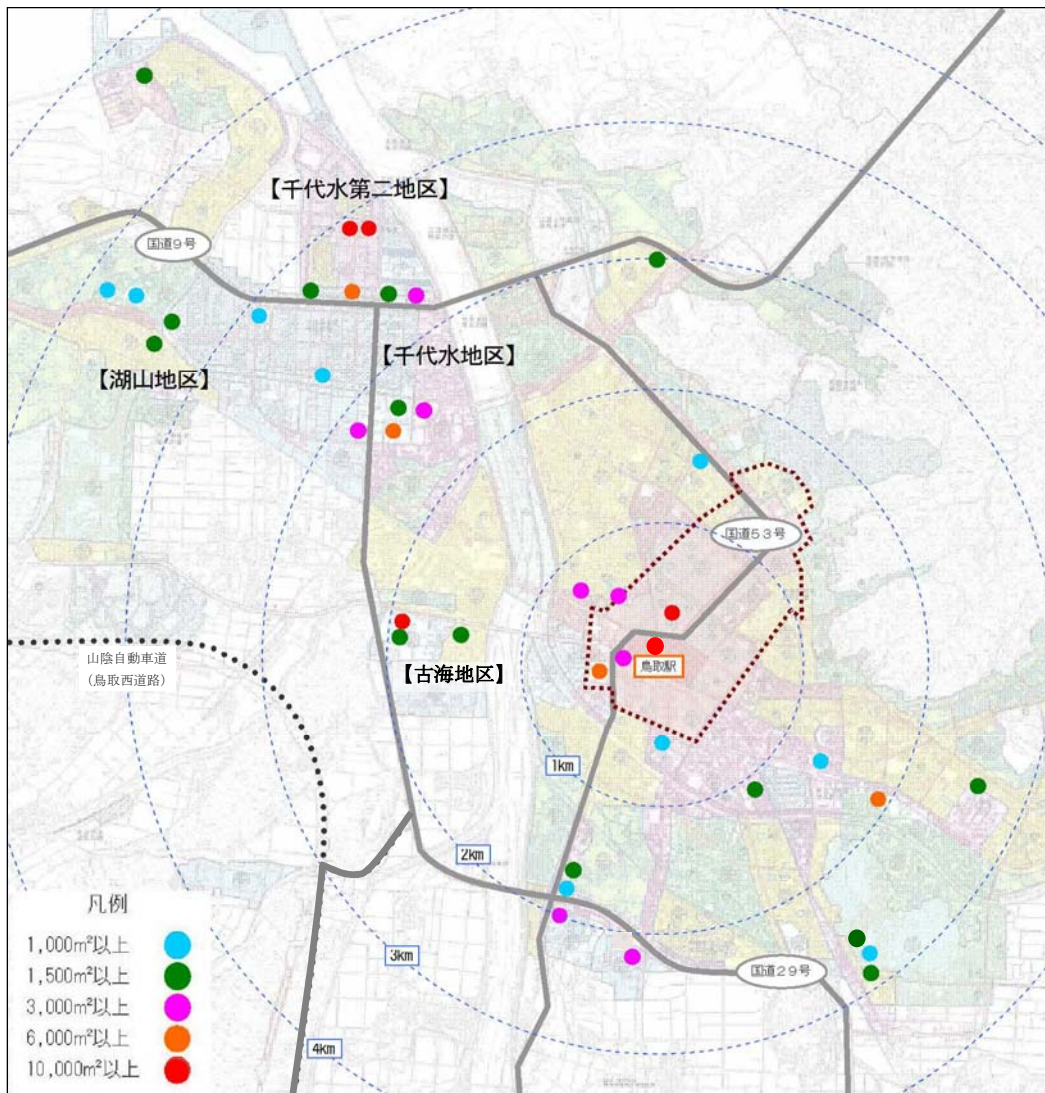 【千代水第二地区】
国道9号
【千代水地区】
【湖山地区】
国道53号
山陰自動車道
(鳥取西道路)
【古海地区】
鳥取駅
1km
2km
3km
国道29号
4km
凡例
1,000m²以上
1,500m²以上
3,000m²以上
6,000m²以上
10,000m²以上